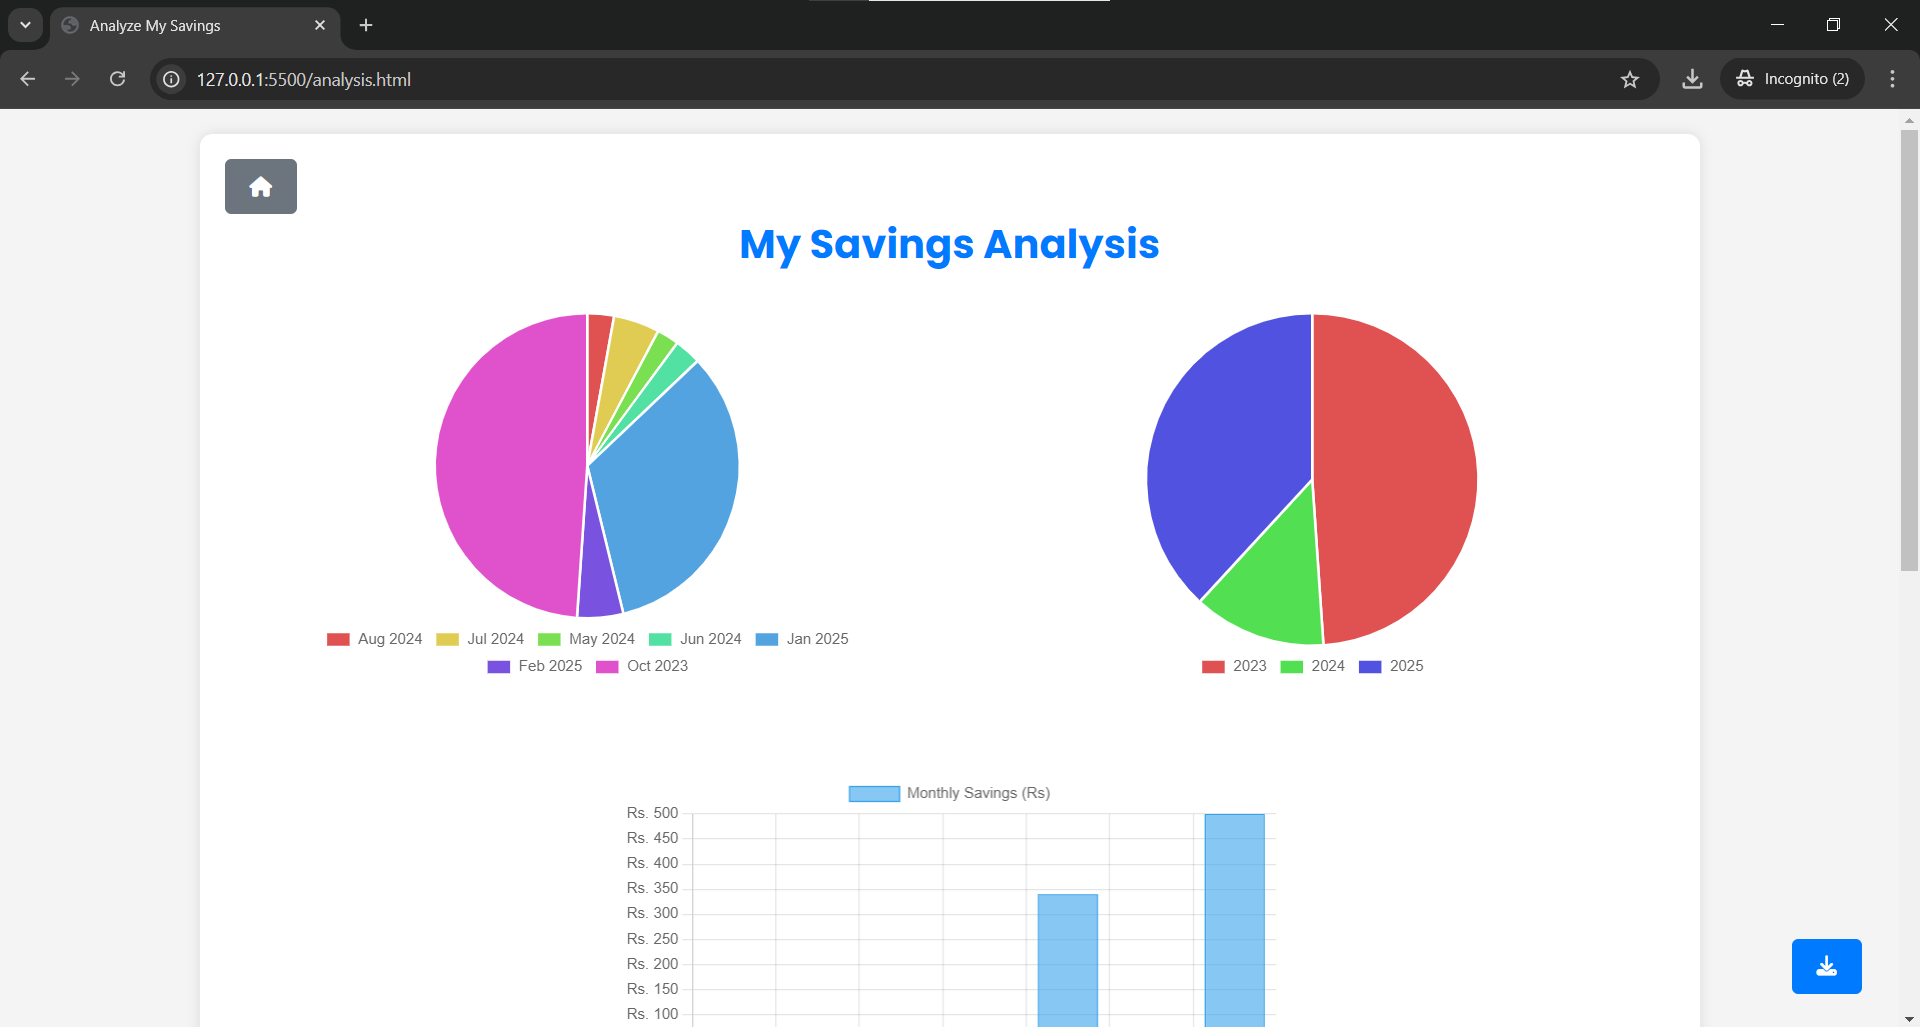 Analyze My Savings
127.0.0.1:5500/analysis.html
Incognito (2)
My Savings Analysis
Aug 2024 Jul 2024 May 2024 Jun 2024 Jan 2025
Feb 2025 Oct 2023
2023 2024 2025
Monthly Savings (Rs)
Rs. 500
Rs. 450
Rs. 400
Rs. 350
Rs. 300
Rs. 250
Rs. 200
Rs. 150
Rs. 100